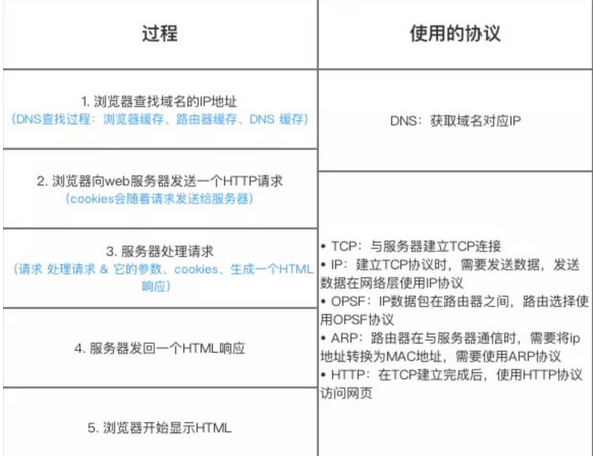 过程
使用的协议
1. 浏览器查找域名的IP地址
(DNS查找过程：浏览器缓存、路由器缓存、DNS 缓存)
DNS：获取域名对应IP
2. 浏览器向web服务器发送一个HTTP请求
(cookies会随着请求发送给服务器)
3. 服务器处理请求
(请求 处理请求 & 它的参数、cookies、生成一个HTML
响应)
4. 服务器发回一个HTML响应
5. 浏览器开始显示HTML
• TCP：与服务器建立TCP连接
• IP：建立TCP协议时，需要发送数据，发送
数据在网络层使用IP协议
• OPSF：IP数据包在路由器之间，路由选择使
用OPSF协议
• ARP：路由器在与服务器通信时，需要将ip
地址转换为MAC地址，需要使用ARP协议
• HTTP：在TCP建立完成后，使用HTTP协议
访问网页